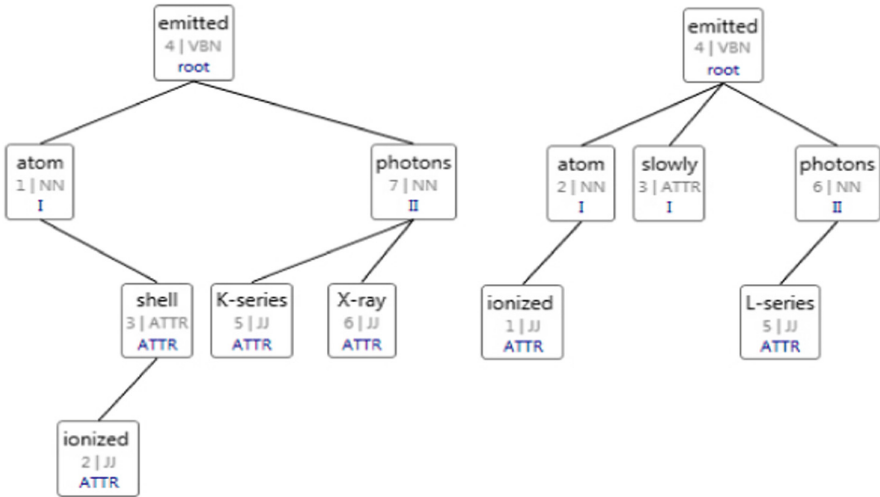 emitted
4 | VBN
root
atom
1 | NN
I
photons
7 | NN
II
shell
3 | ATTR
ATTR
K-series
5 | JJ
ATTR
X-ray
6 | JJ
ATTR
ionized
2 | JJ
ATTR
emitted
4 | VBN
root
atom
2 | NN
I
slowly
3 | ATTR
I
photons
6 | NN
II
ionized
1 | JJ
ATTR
L-series
5 | JJ
ATTR